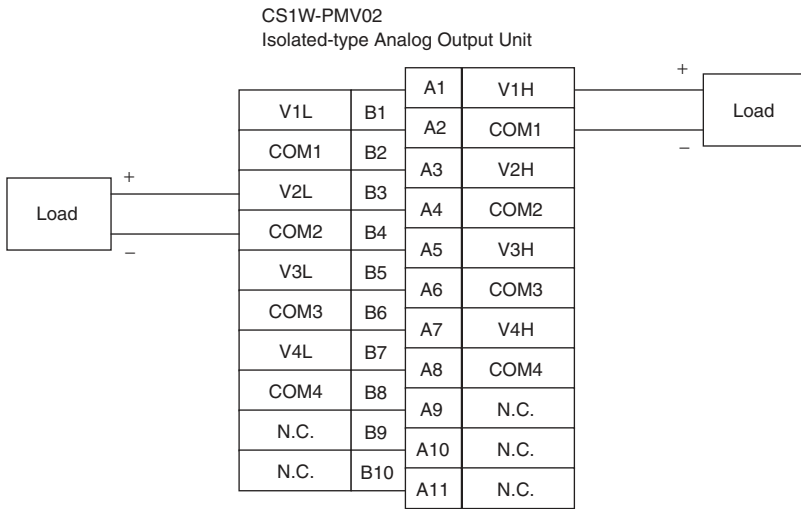 CS1W-PMV02
Isolated-type Analog Output Unit
+
Load
−
A1 V1H
A2 COM1
A3 V2H
A4 COM2
A5 V3H
A6 COM3
A7 V4H
A8 COM4
A9 N.C.
A10 N.C.
A11 N.C.
V1L B1
COM1 B2
V2L B3
COM2 B4
V3L B5
COM3 B6
V4L B7
COM4 B8
N.C. B9
N.C. B10
+
Load
−